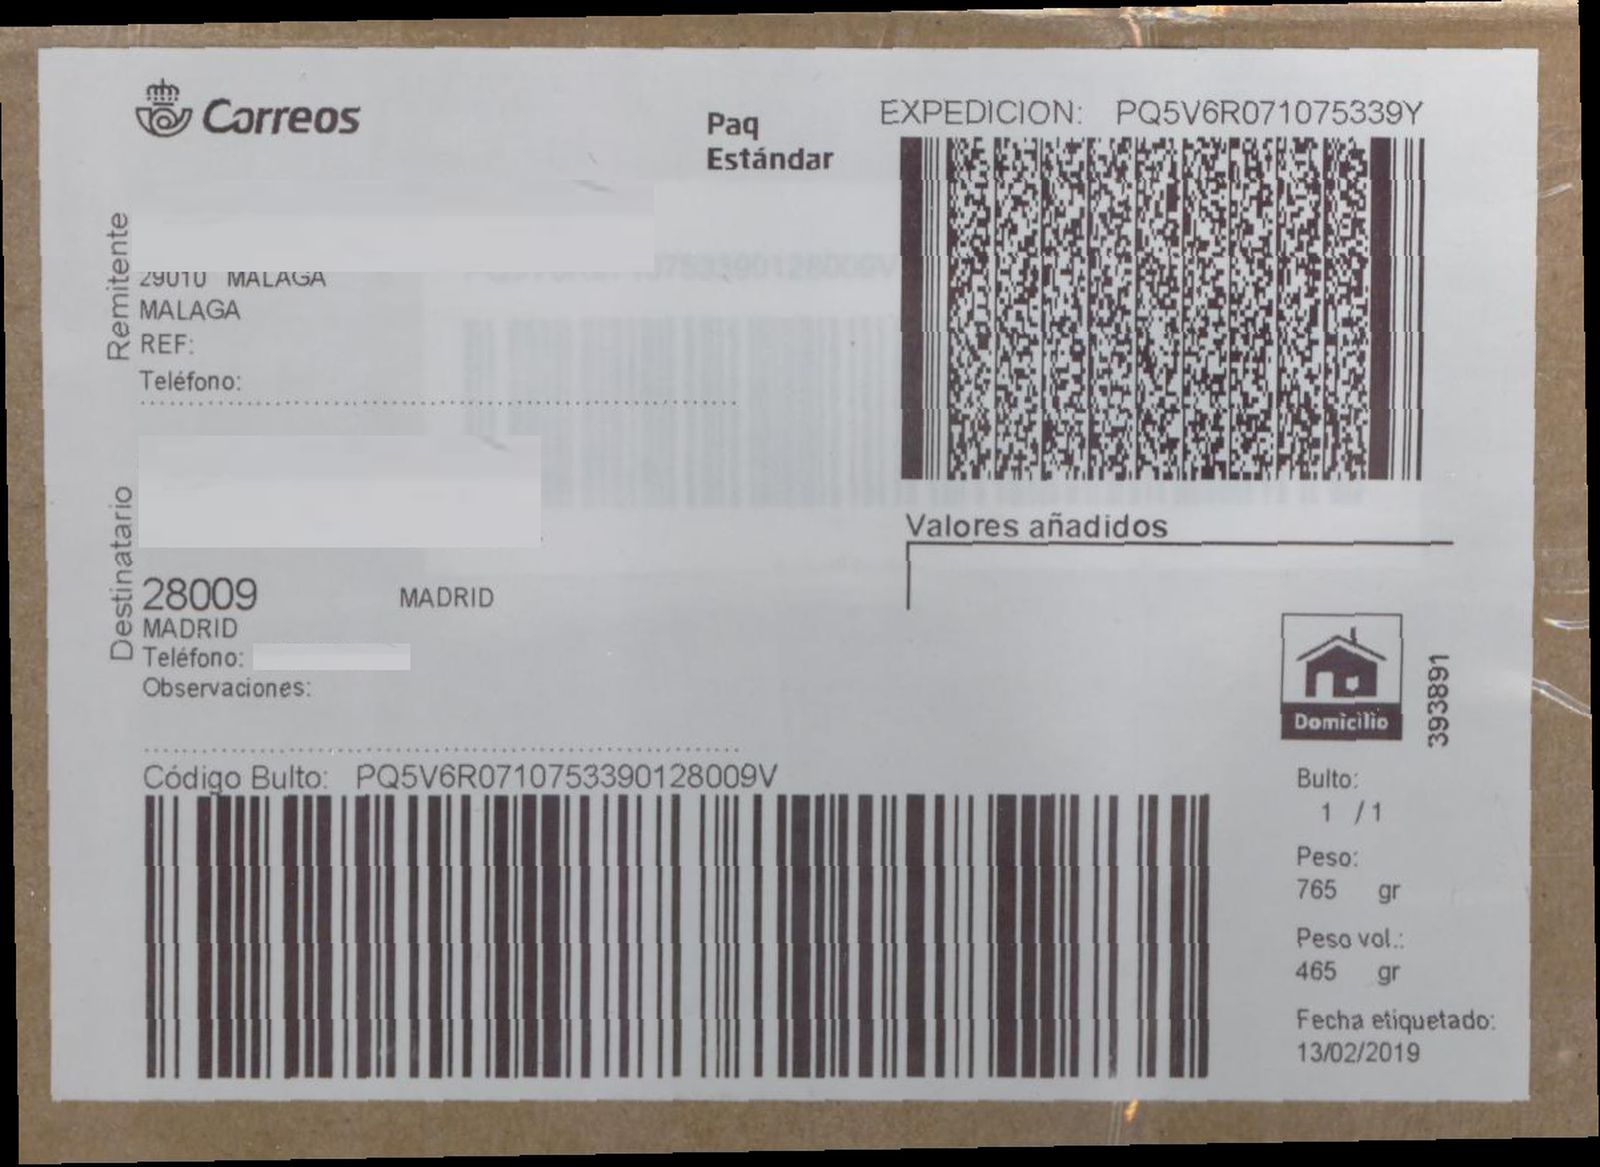 Correos
Paq
Estándar
EXPEDICION: PQ5V6R071075339Y
Remitente
29010 MALAGA
MALAGA
REF:
Teléfono:
Valores añadidos
Destinatario
28009 MADRID
MADRID
Teléfono:
Observaciones:
Domicilio
393891
Código Bulto: PQ5V6R0710753390128009V
Bulto:
1 / 1
Peso:
765 gr
Peso vol.:
465 gr
Fecha etiquetado:
13/02/2019